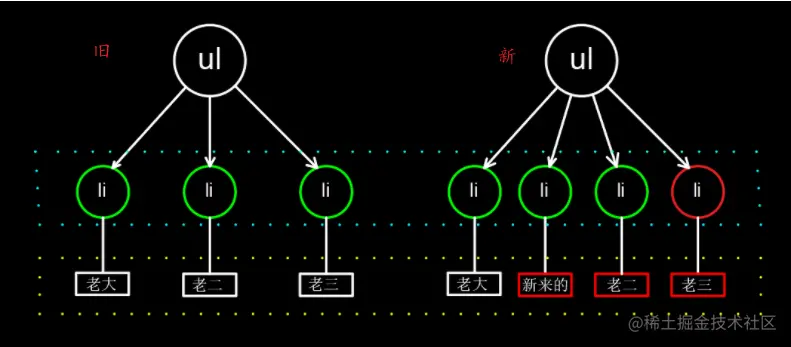 旧 新
ul ul
li li li li li li li
老大 老二 老三 老大 新来的 老二 老三
@稀土掘金技术社区